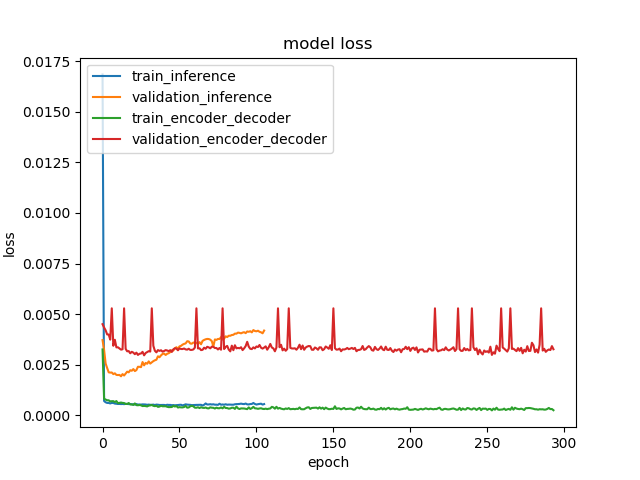 model loss
train_inference
validation_inference
train_encoder_decoder
validation_encoder_decoder
loss
0.0175
0.0150
0.0125
0.0100
0.0075
0.0050
0.0025
0.0000
0 50 100 150 200 250 300
epoch